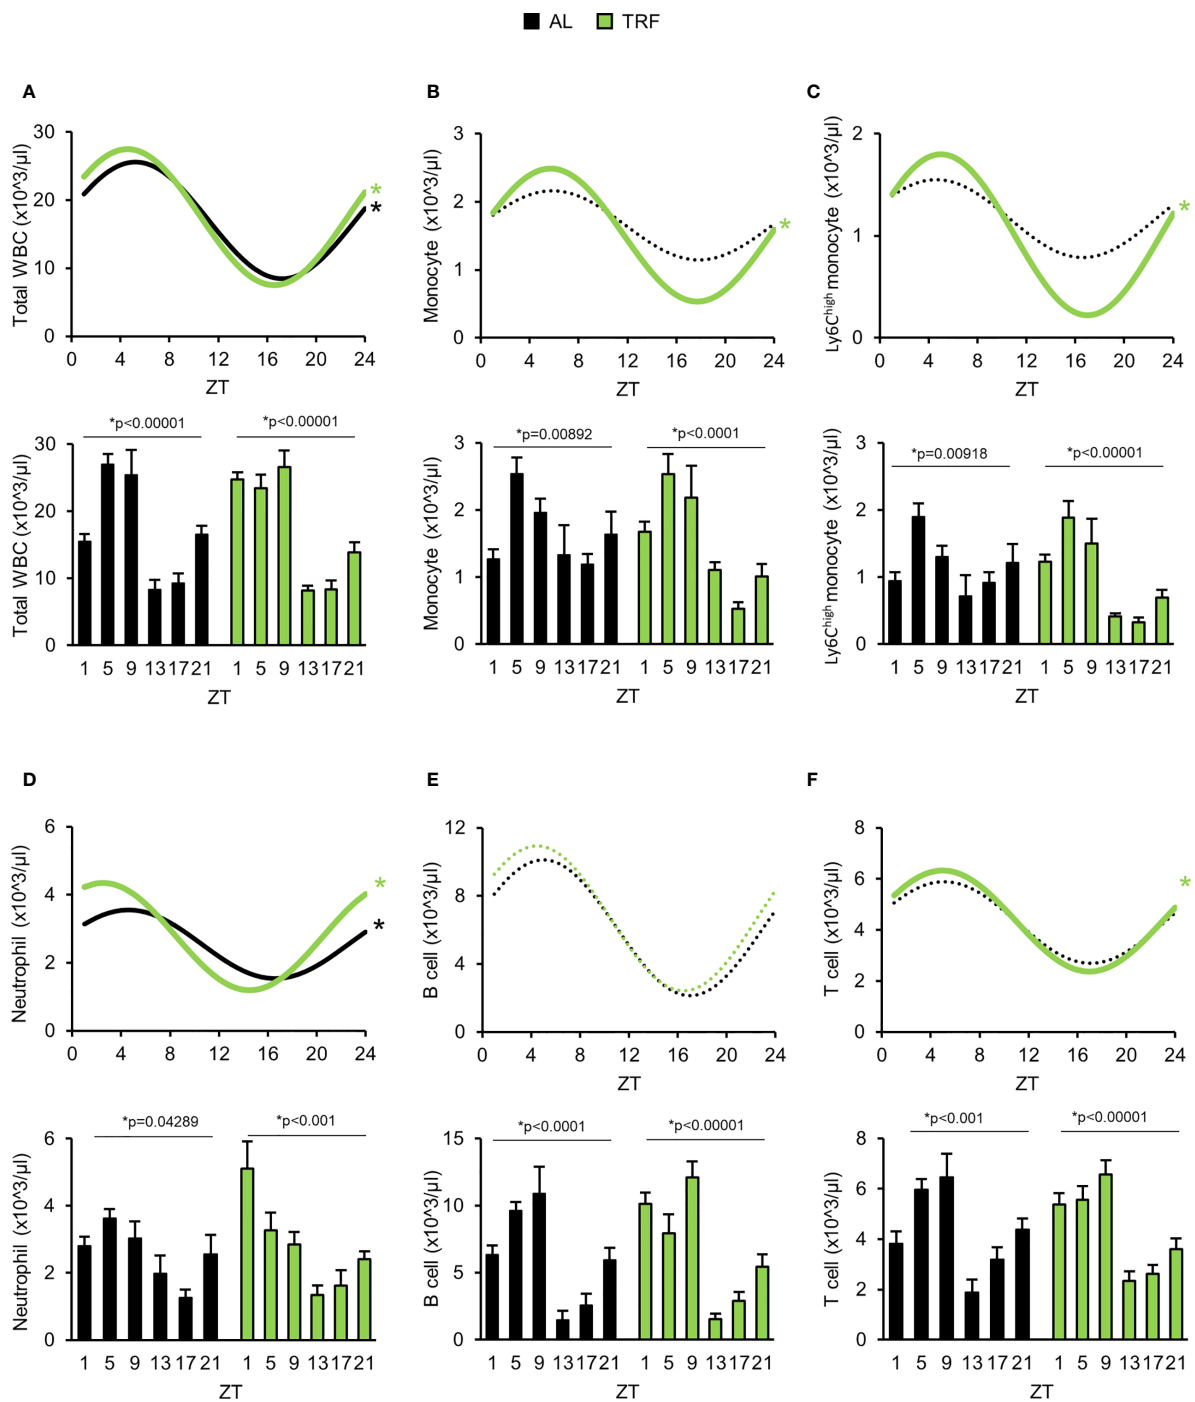 AL TRF
A B C
Total WBC (x10^3/µl)
30
20
10
0
0 4 8 12 16 20 24
ZT
*
*
Monocyte (x10^3/µl)
3
2
1
0
0 4 8 12 16 20 24
ZT
*
Ly6Chigh monocyte (x10^3/µl)
2
1
0
0 4 8 12 16 20 24
ZT
*
Total WBC (x10^3/µl)
*p<0.00001 *p<0.00001
30
20
10
0
1 5 9 13 17 21 1 5 9 13 17 21
ZT
Monocyte (x10^3/µl)
*p=0.00892 *p<0.0001
3
2
1
0
1 5 9 13 17 21 1 5 9 13 17 21
ZT
Ly6Chigh monocyte (x10^3/µl)
*p=0.00918 *p<0.00001
3
2
1
0
1 5 9 13 17 21 1 5 9 13 17 21
ZT
D E F
Neutrophil (x10^3/µl)
6
4
2
0
0 4 8 12 16 20 24
ZT
*
*
B cell (x10^3/µl)
12
8
4
0
0 4 8 12 16 20 24
ZT
T cell (x10^3/µl)
8
6
4
2
0
0 4 8 12 16 20 24
ZT
*
Neutrophil (x10^3/µl)
*p=0.04289 *p<0.001
6
4
2
0
1 5 9 13 17 21 1 5 9 13 17 21
ZT
B cell (x10^3/µl)
*p<0.0001 *p<0.00001
15
10
5
0
1 5 9 13 17 21 1 5 9 13 17 21
ZT
T cell (x10^3/µl)
*p<0.001 *p<0.00001
8
6
4
2
0
1 5 9 13 17 21 1 5 9 13 17 21
ZT